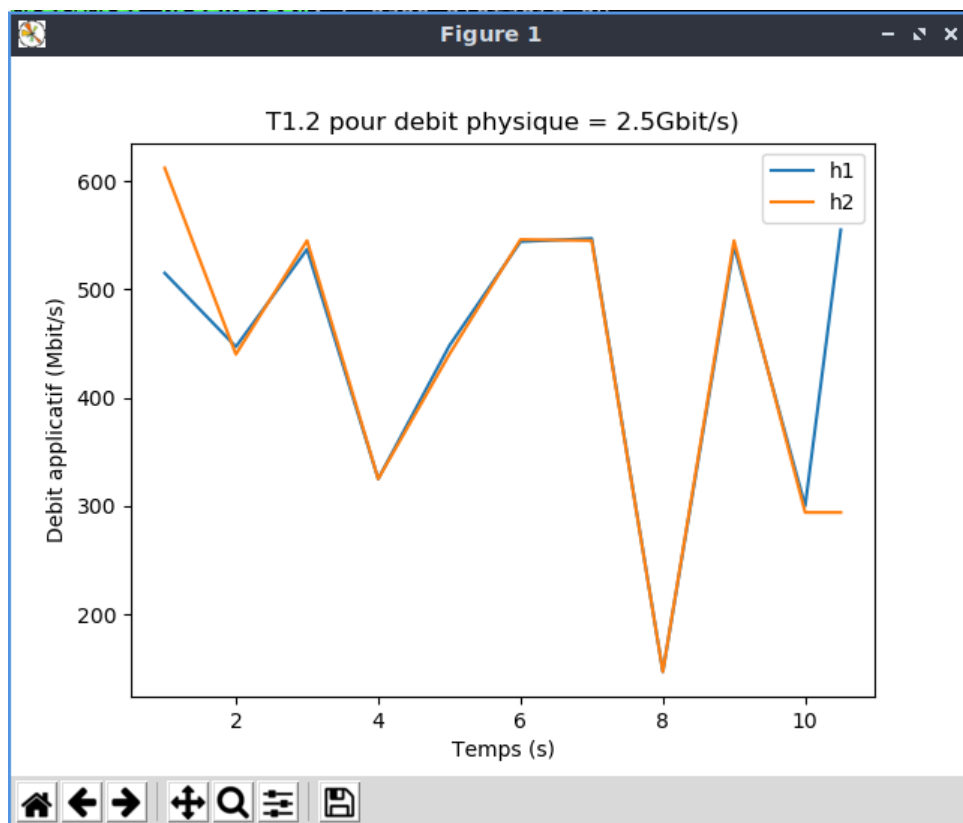 Figure 1
T1.2 pour debit physique = 2.5Gbit/s)
h1
h2
600
500
400
300
200
Debit applicatif (Mbit/s)
2 4 6 8 10
Temps (s)